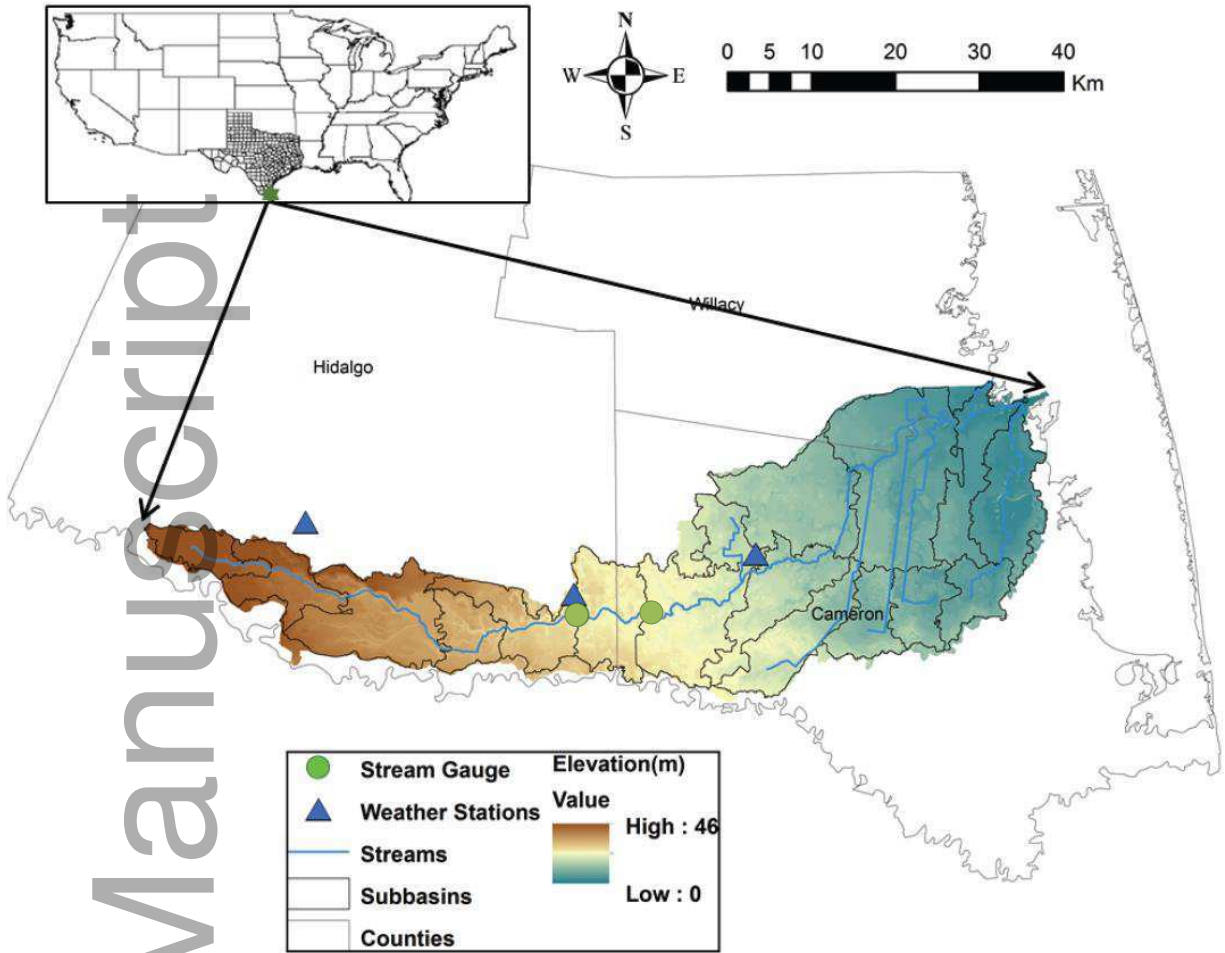 N
W E
S
0 5 10 20 30 40
Km
Willacy
Hidalgo
Cameron
Manuscript
Stream Gauge
Weather Stations
Streams
Subbasins
Counties
Elevation(m)
Value
High : 46
Low : 0